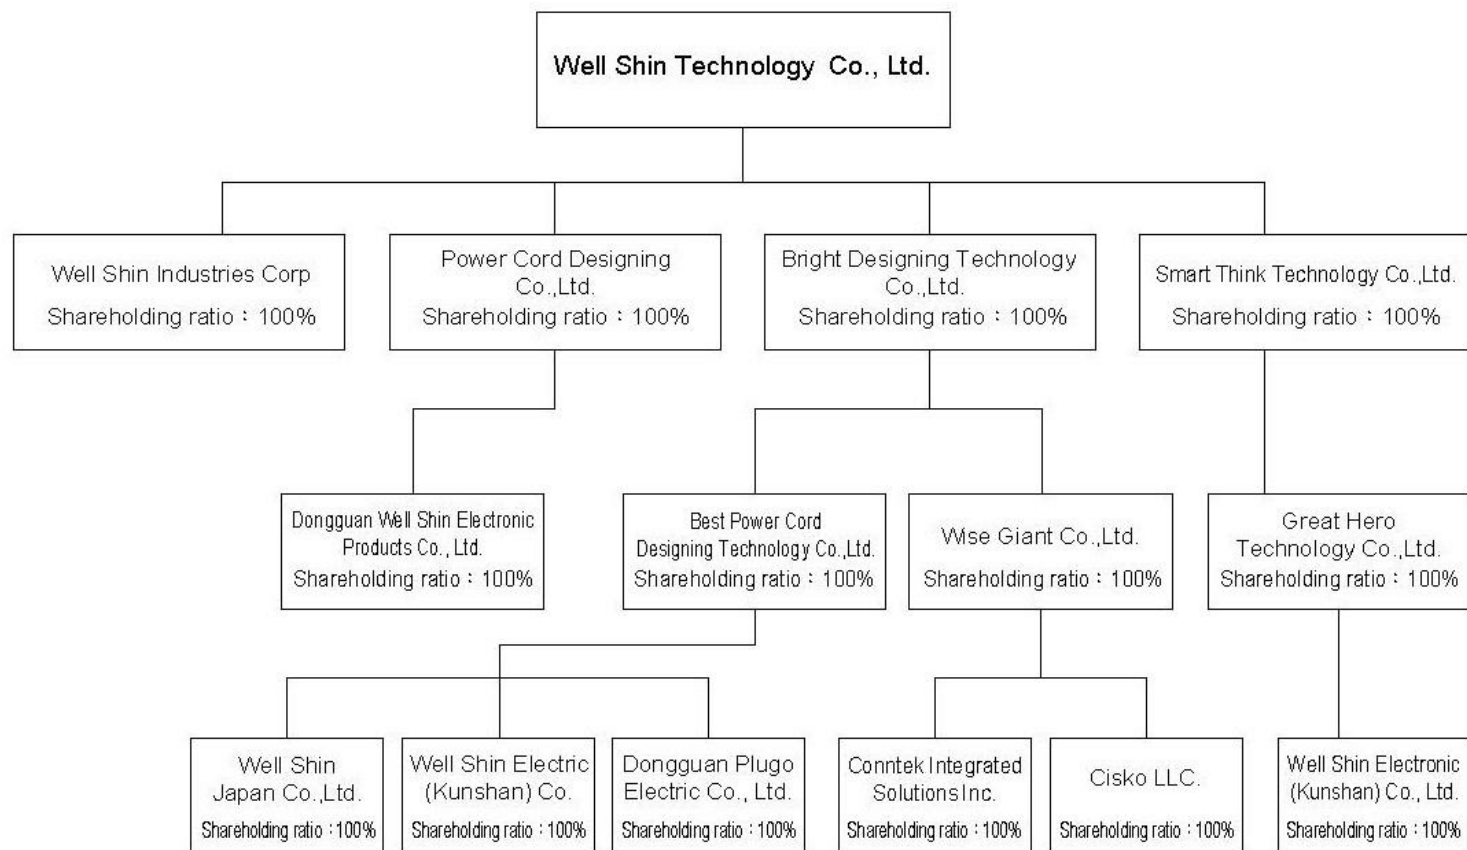 Well Shin Technology Co., Ltd.
Well Shin Industries Corp
Shareholding ratio：100%
Power Cord Designing
Co.,Ltd.
Shareholding ratio：100%
Bright Designing Technology
Co.,Ltd.
Shareholding ratio：100%
Smart Think Technology Co.,Ltd.
Shareholding ratio：100%
Dongguan Well Shin Electronic
Products Co., Ltd.
Shareholding ratio：100%
Best Power Cord
Designing Technology Co.,Ltd.
Shareholding ratio：100%
Wise Giant Co.,Ltd.
Shareholding ratio：100%
Great Hero
Technology Co.,Ltd.
Shareholding ratio：100%
Well Shin
Japan Co.,Ltd.
Shareholding ratio：100%
Well Shin Electric
(Kunshan) Co.
Shareholding ratio：100%
Dongguan Plugo
Electric Co., Ltd.
Shareholding ratio：100%
Conntek Integrated
Solutions Inc.
Shareholding ratio：100%
Cisko LLC.
Shareholding ratio：100%
Well Shin Electronic
(Kunshan) Co., Ltd.
Shareholding ratio：100%